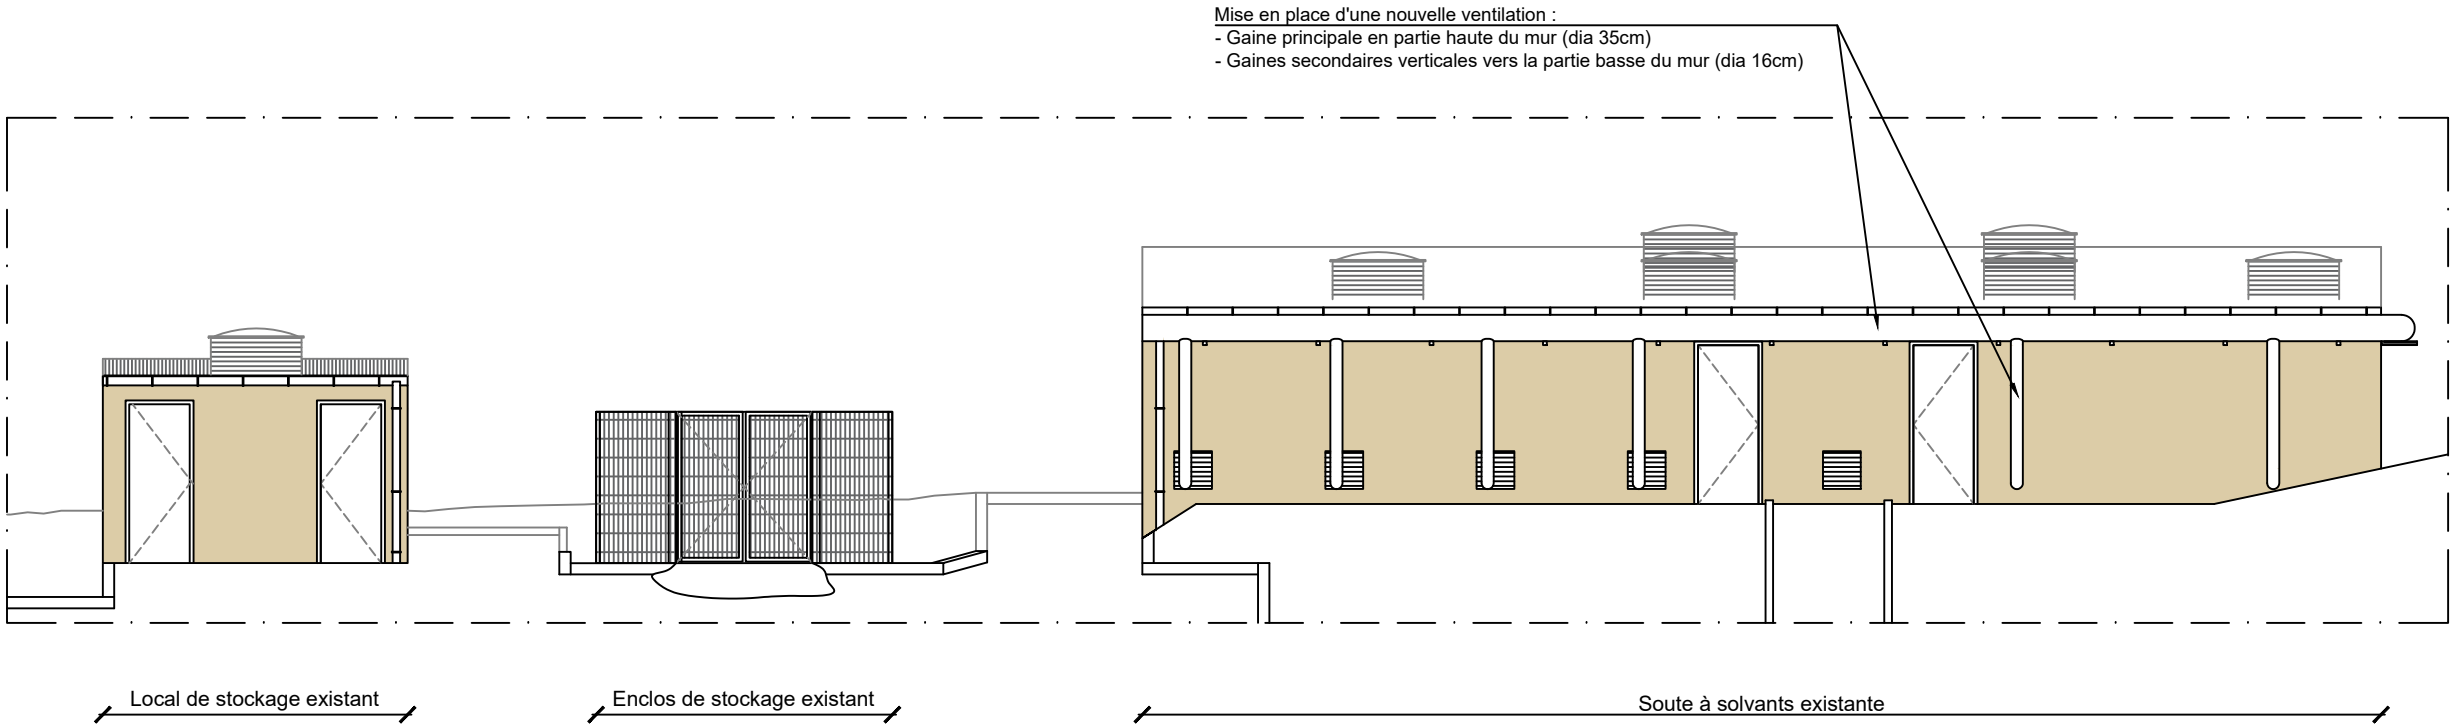 Mise en place d'une nouvelle ventilation :
- Gaine principale en partie haute du mur (dia 35cm)
- Gaines secondaires verticales vers la partie basse du mur (dia 16cm)
Local de stockage existant
Enclos de stockage existant
Soute à solvants existante